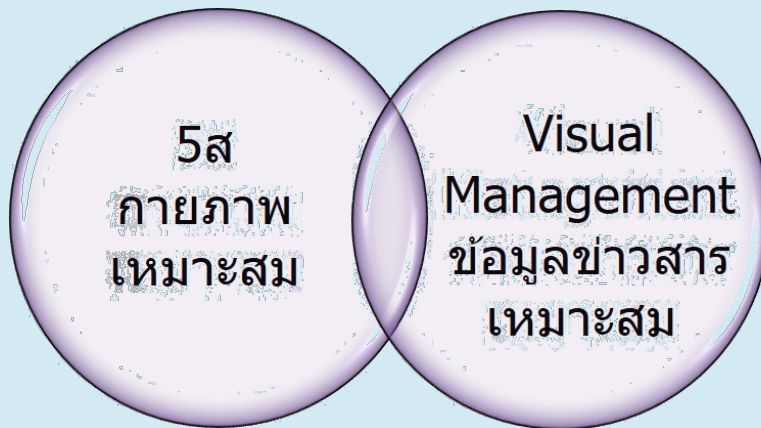 5ส
กายภาพ
เหมาะสม
Visual
Management
ข้อมูลข่าวสาร
เหมาะสม